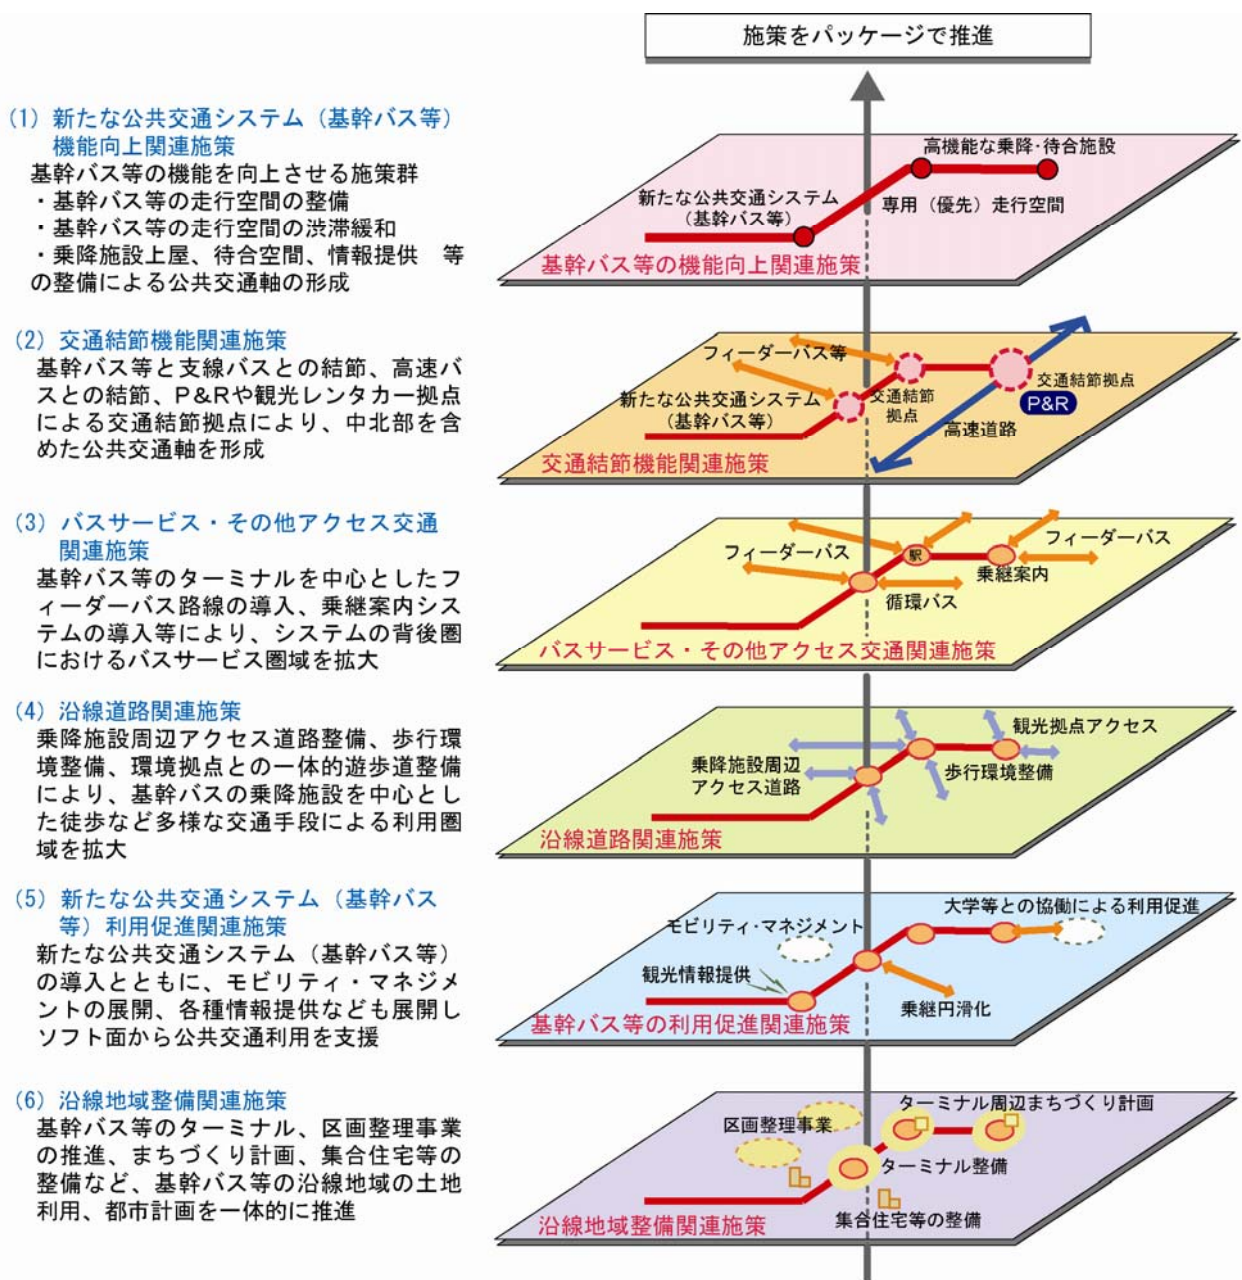 施策をパッケージで推進
(1) 新たな公共交通システム（基幹バス等）
機能向上関連施策
基幹バス等の機能を向上させる施策群
・基幹バス等の走行空間の整備
・基幹バス等の走行空間の渋滞緩和
・乗降施設上屋、待合空間、情報提供　等
の整備による公共交通軸の形成
高機能な乗降・待合施設
新たな公共交通システム
（基幹バス等）
専用（優先）走行空間
基幹バス等の機能向上関連施策
(2) 交通結節機能関連施策
基幹バス等と支線バスとの結節、高速バ
スとの結節、P&Rや観光レンタカー拠点
による交通結節拠点により、中北部を含
めた公共交通軸を形成
フィーダーバス等
新たな公共交通システム
（基幹バス等）
交通結節
拠点
交通結節拠点
P&R
高速道路
交通結節機能関連施策
(3) バスサービス・その他アクセス交通
関連施策
基幹バス等のターミナルを中心としたフ
ィーダーバス路線の導入、乗継案内シス
テムの導入等により、システムの背後圏
におけるバスサービス圏域を拡大
フィーダーバス
駅
フィーダーバス
乗継案内
循環バス
バスサービス・その他アクセス交通関連施策
(4) 沿線道路関連施策
乗降施設周辺アクセス道路整備、歩行環
境整備、環境拠点との一体的遊歩道整備
により、基幹バスの乗降施設を中心とし
た徒歩など多様な交通手段による利用圏
域を拡大
観光拠点アクセス
乗降施設周辺
アクセス道路
歩行環境整備
沿線道路関連施策
(5) 新たな公共交通システム（基幹バス
等）利用促進関連施策
新たな公共交通システム（基幹バス等）
の導入とともに、モビリティ・マネジメ
ントの展開、各種情報提供なども展開し
ソフト面から公共交通利用を支援
大学等との協働による利用促進
モビリティ・マネジメント
観光情報提供
乗継円滑化
基幹バス等の利用促進関連施策
(6) 沿線地域整備関連施策
基幹バス等のターミナル、区画整理事業
の推進、まちづくり計画、集合住宅等の
整備など、基幹バス等の沿線地域の土地
利用、都市計画を一体的に推進
ターミナル周辺まちづくり計画
区画整理事業
ターミナル整備
集合住宅等の整備
沿線地域整備関連施策